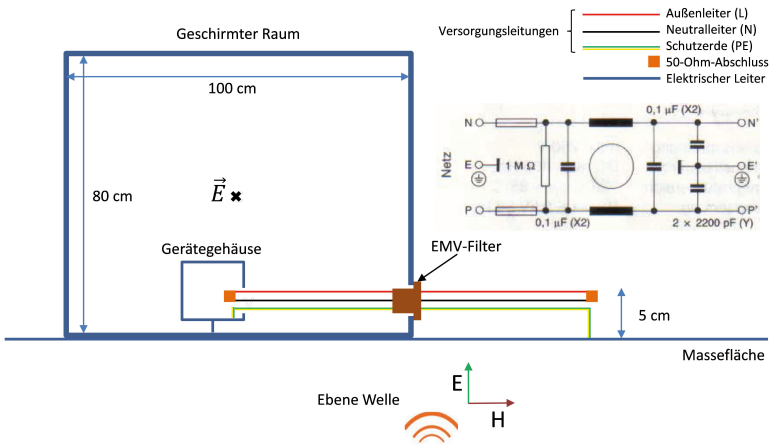 Geschirmter Raum
Versorgungsleitungen
Außenleiter (L)
Neutralleiter (N)
Schutzerde (PE)
50-Ohm-Abschluss
Elektrischer Leiter
100 cm
80 cm
E
Gerätegehäuse
EMV-Filter
Netz
N
E
P
1 M Ω
0,1 µF (X2)
0,1 µF (X2)
2 × 2200 pF (Y)
N'
E'
P'
5 cm
Massefläche
Ebene Welle
E
H